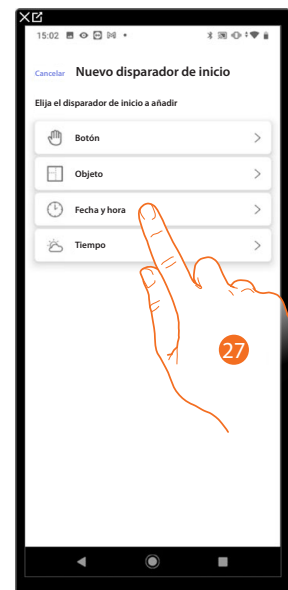 15:02
Cancelar Nuevo disparador de inicio
Elija el disparador de inicio a añadir
Botón
Objeto
Fecha y hora
Tiempo
27